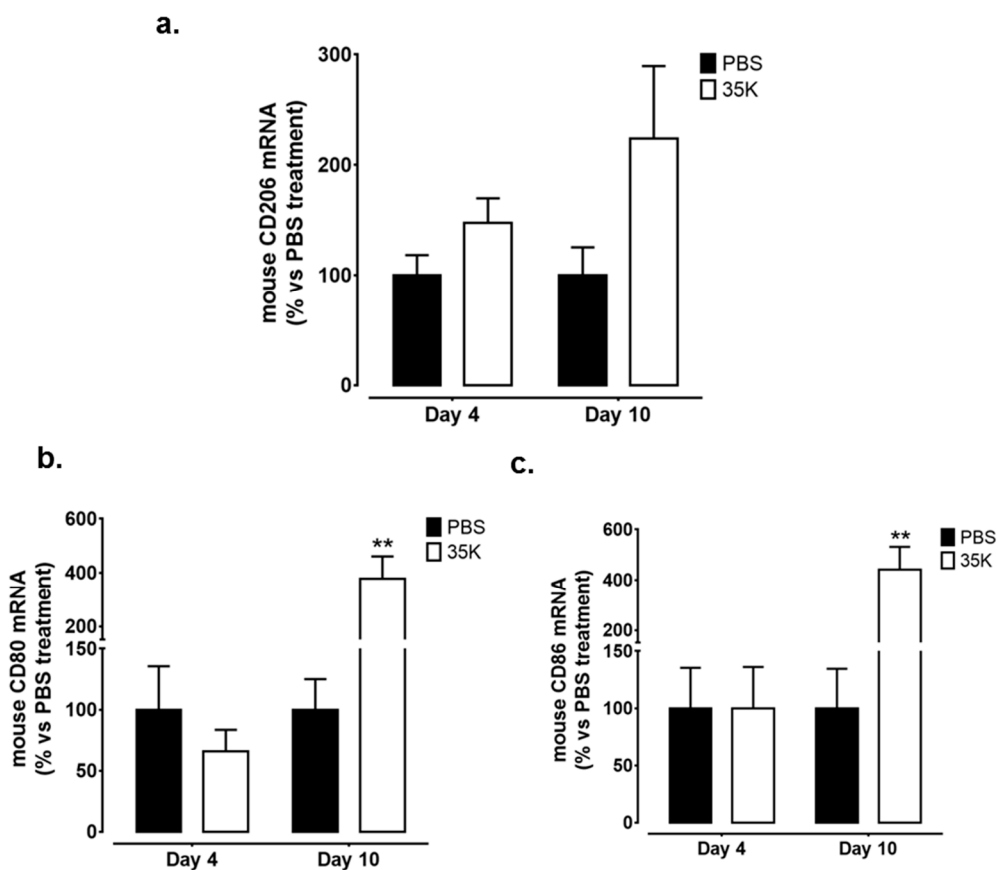 a.
mouse CD206 mRNA
(% vs PBS treatment)
300
200
100
0
PBS
35K
Day 4
Day 10
b.
mouse CD80 mRNA
(% vs PBS treatment)
600
400
200
150
100
50
0
**
PBS
35K
Day 4
Day 10
c.
mouse CD86 mRNA
(% vs PBS treatment)
600
400
200
150
100
50
0
**
PBS
35K
Day 4
Day 10